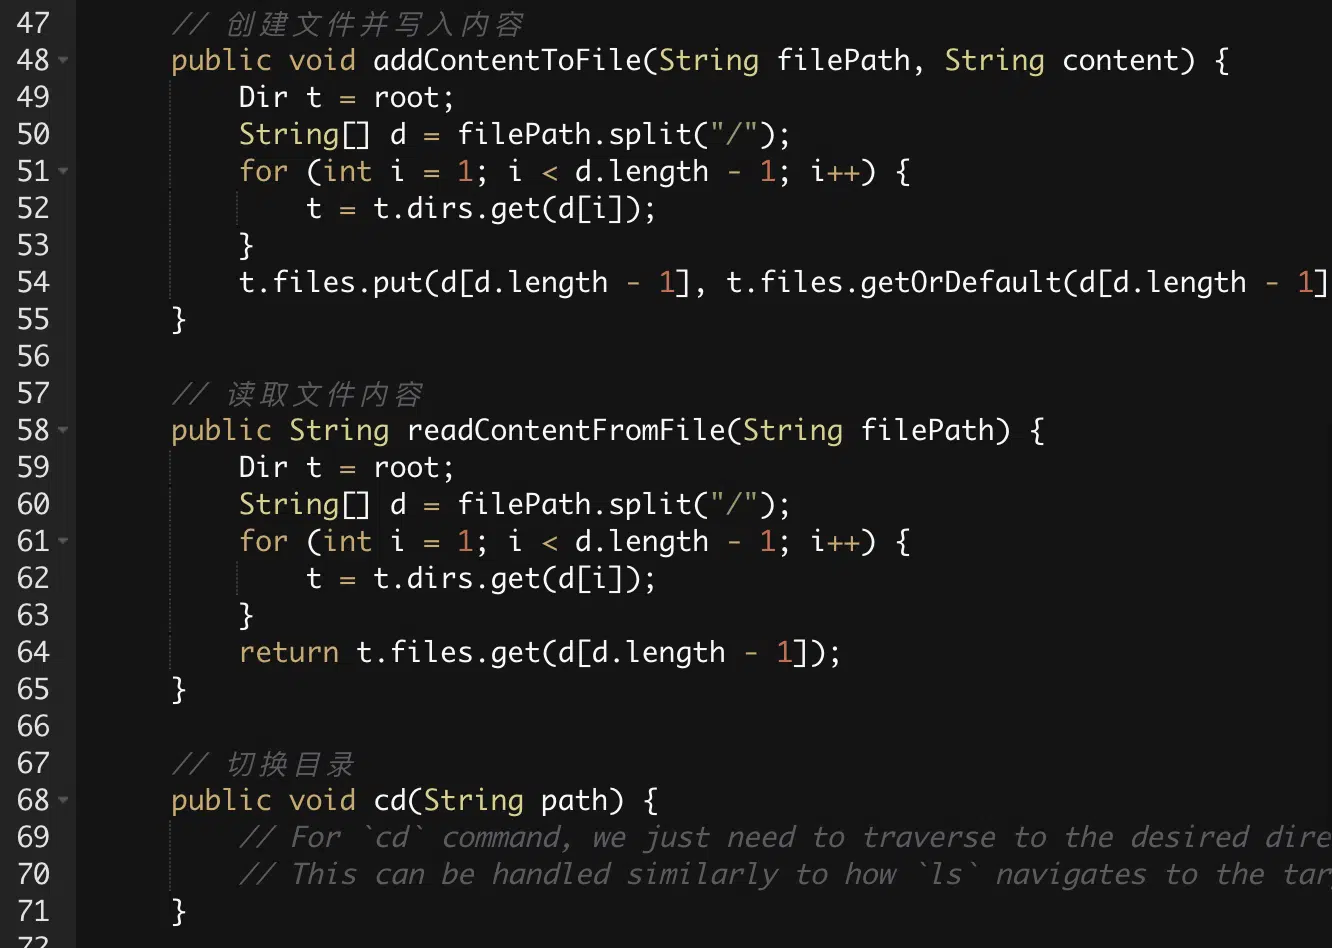 47 // 创建文件并写入内容
48 public void addContentToFile(String filePath, String content) {
49 Dir t = root;
50 String[] d = filePath.split("/");
51 for (int i = 1; i < d.length - 1; i++) {
52 t = t.dirs.get(d[i]);
53 }
54 t.files.put(d[d.length - 1], t.files.getOrDefault(d[d.length - 1]
55 }
56
57 // 读取文件内容
58 public String readContentFromFile(String filePath) {
59 Dir t = root;
60 String[] d = filePath.split("/");
61 for (int i = 1; i < d.length - 1; i++) {
62 t = t.dirs.get(d[i]);
63 }
64 return t.files.get(d[d.length - 1]);
65 }
66
67 // 切换目录
68 public void cd(String path) {
69 // For `cd` command, we just need to traverse to the desired dire
70 // This can be handled similarly to how `ls` navigates to the tar
71 }
72